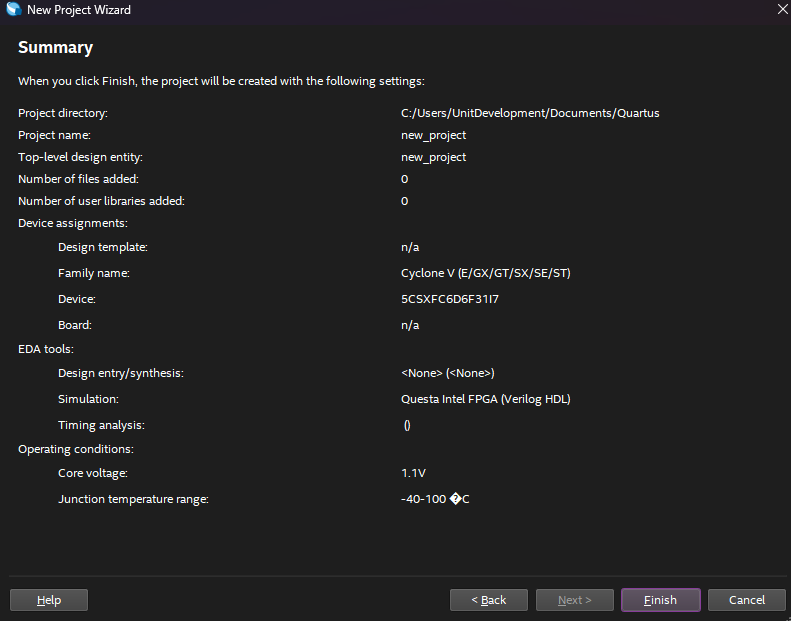 New Project Wizard
Summary
When you click Finish, the project will be created with the following settings:
Project directory: C:/Users/UnitDevelopment/Documents/Quartus
Project name: new_project
Top-level design entity: new_project
Number of files added: 0
Number of user libraries added: 0
Device assignments:
Design template: n/a
Family name: Cyclone V (E/GX/GT/SX/SE/ST)
Device: 5CSXFC6D6F31I7
Board: n/a
EDA tools:
Design entry/synthesis: <None> (<None>)
Simulation: Questa Intel FPGA (Verilog HDL)
Timing analysis: ()
Operating conditions:
Core voltage: 1.1V
Junction temperature range: -40-100 �C
Help < Back Next > Finish Cancel